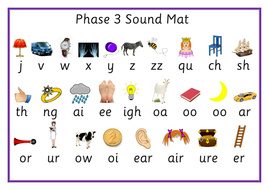 Phase 3 Sound Mat
j v w x y z zz qu ch sh
th ng ai ee igh oa oo oo ar
or ur ow oi ear air ure er